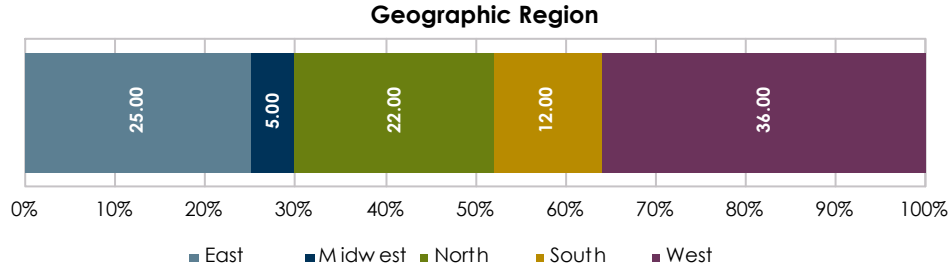 Geographic Region
25.00 5.00 22.00 12.00 36.00
0% 10% 20% 30% 40% 50% 60% 70% 80% 90% 100%
East Midwest North South West